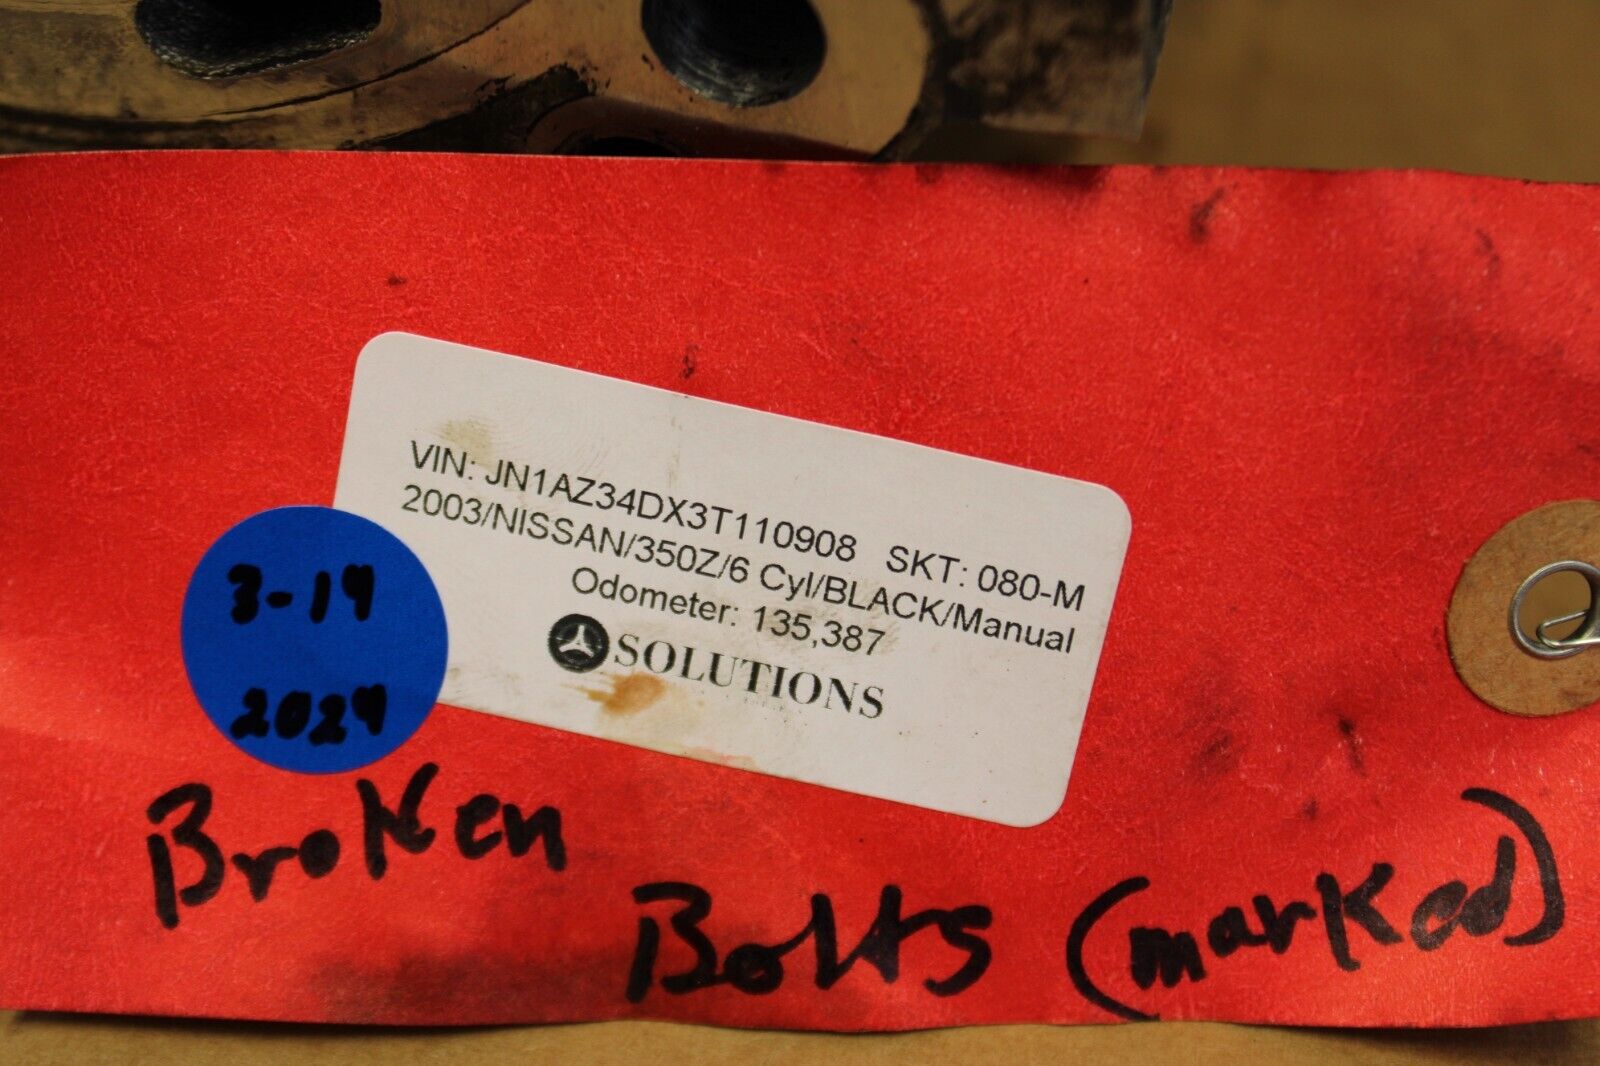 VIN: JN1AZ34DX3T110908 SKT: 080-M
2003/NISSAN/350Z/6 Cyl/BLACK/Manual
Odometer: 135,387
SOLUTIONS
3-19
2024
Broken
Bolts (marked)